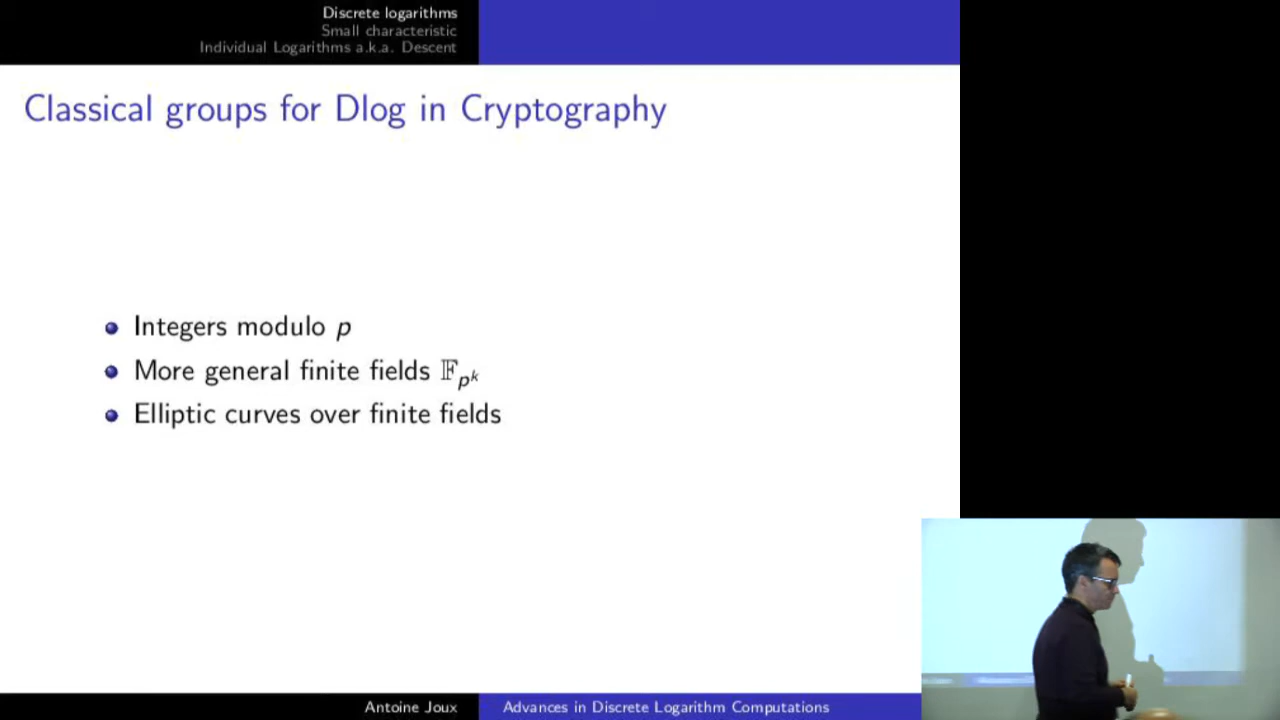 Discrete logarithms
Small characteristic
Individual Logarithms a.k.a. Descent
Classical groups for Dlog in Cryptography
Integers modulo p
More general finite fields 𝔽_{p^k}
Elliptic curves over finite fields
Antoine Joux
Advances in Discrete Logarithm Computations